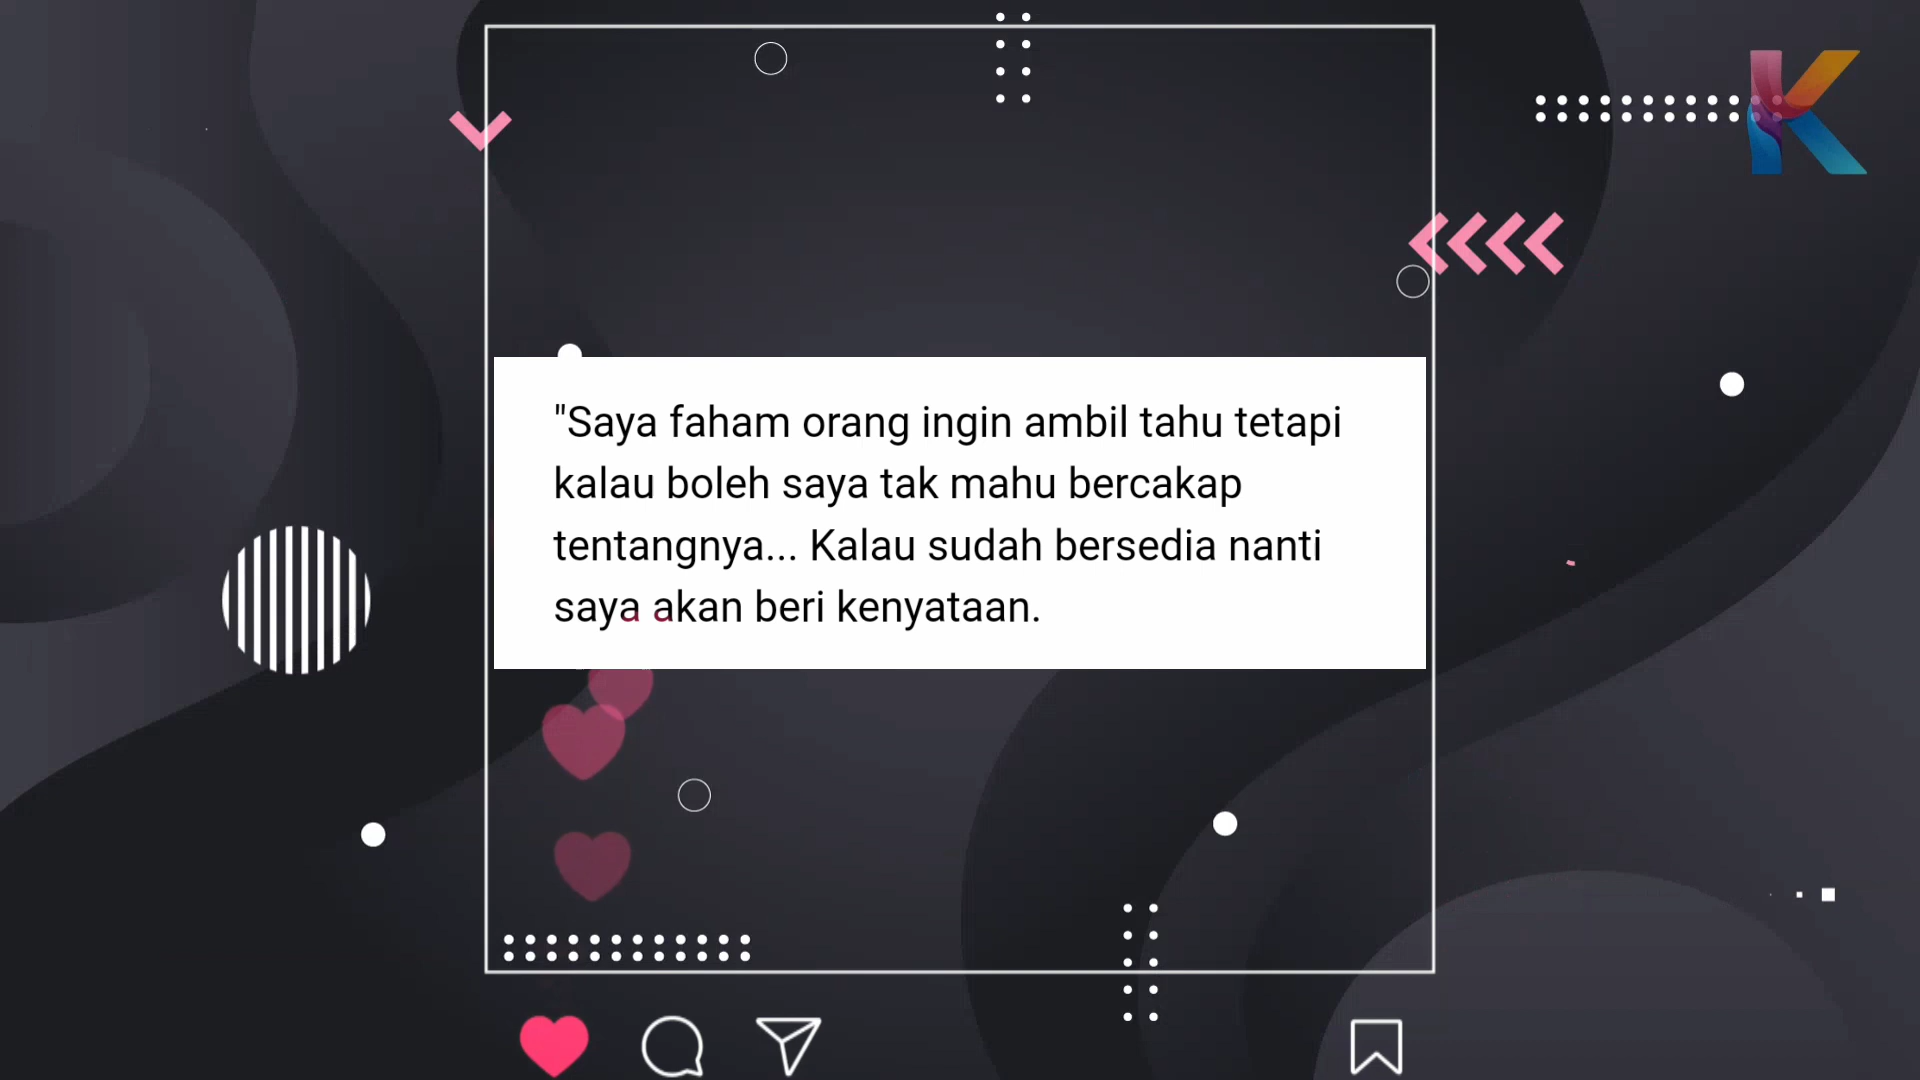 K
"Saya faham orang ingin ambil tahu tetapi
kalau boleh saya tak mahu bercakap
tentangnya... Kalau sudah bersedia nanti
saya akan beri kenyataan.